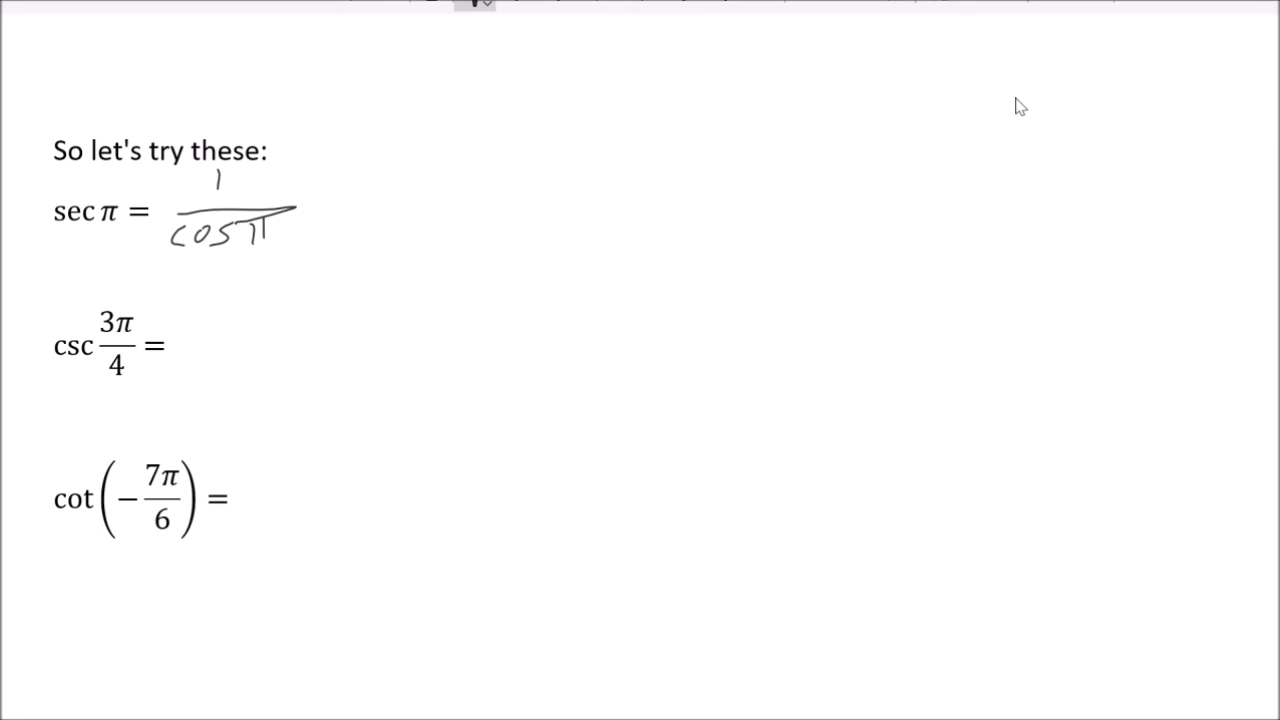 So let's try these:
sec π = 1/cos π
csc 3π/4 =
cot(−7π/6) =